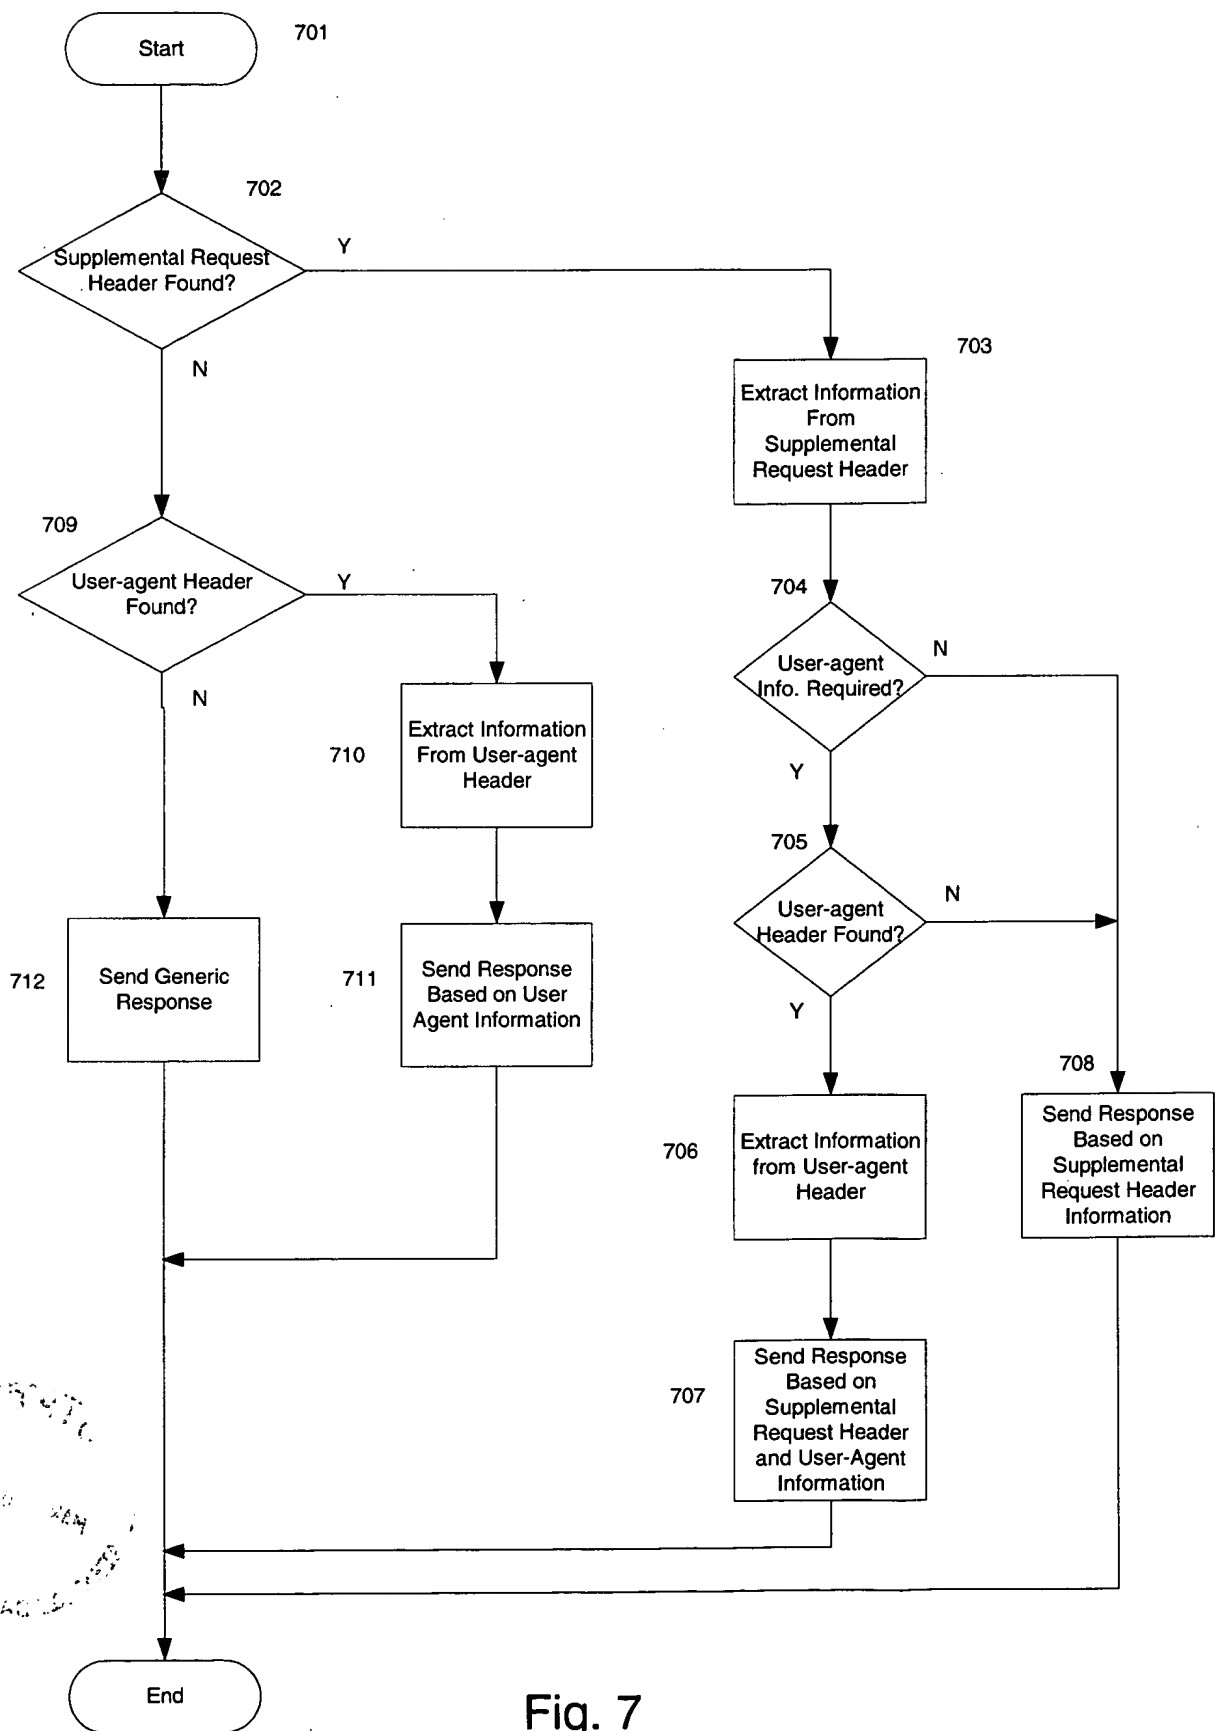 Start
701
702
Supplemental Request
Header Found?
Y
N
703
Extract Information
From
Supplemental
Request Header
709
User-agent Header
Found?
Y
N
704
User-agent
Info. Required?
N
Y
710
Extract Information
From User-agent
Header
705
User-agent
Header Found?
N
Y
712
Send Generic
Response
711
Send Response
Based on User
Agent Information
708
Send Response
Based on
Supplemental
Request Header
Information
706
Extract Information
from User-agent
Header
707
Send Response
Based on
Supplemental
Request Header
and User-Agent
Information
End
Fig. 7